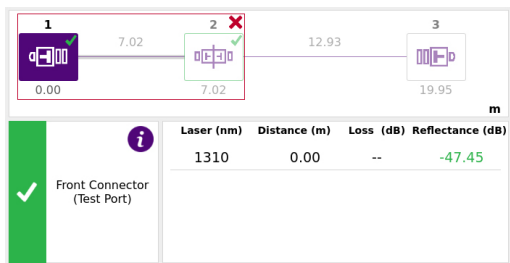 1 2 3
7.02 12.93
0.00 7.02 19.95
m
i
Laser (nm) Distance (m) Loss (dB) Reflectance (dB)
1310 0.00 -- -47.45
Front Connector
(Test Port)